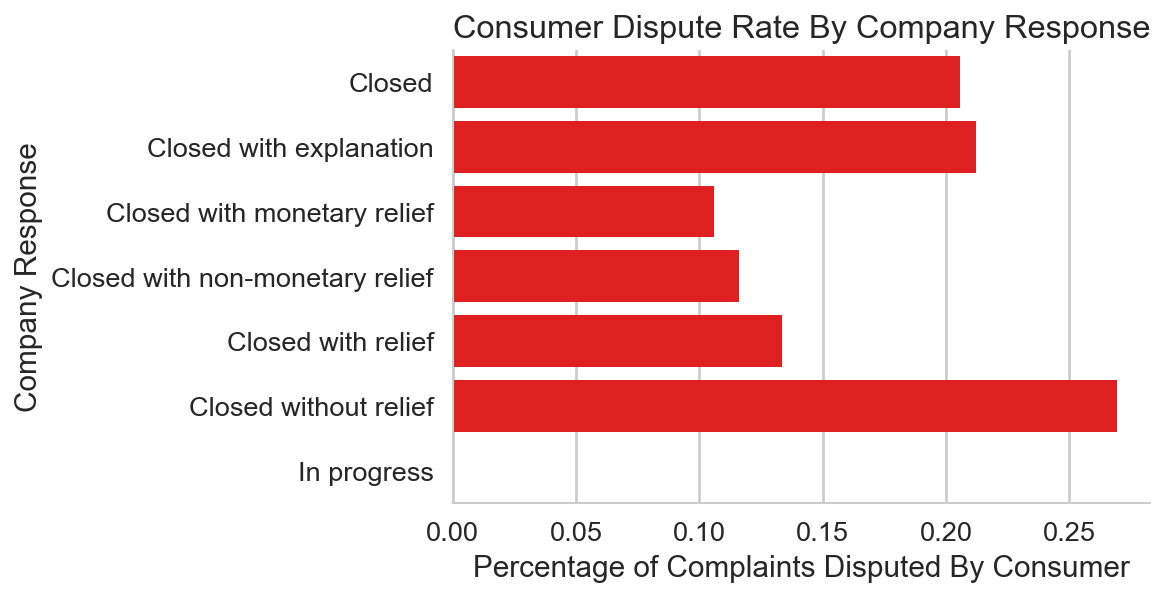 Consumer Dispute Rate By Company Response
Company Response
Closed
Closed with explanation
Closed with monetary relief
Closed with non-monetary relief
Closed with relief
Closed without relief
In progress
0.00 0.05 0.10 0.15 0.20 0.25
Percentage of Complaints Disputed By Consumer